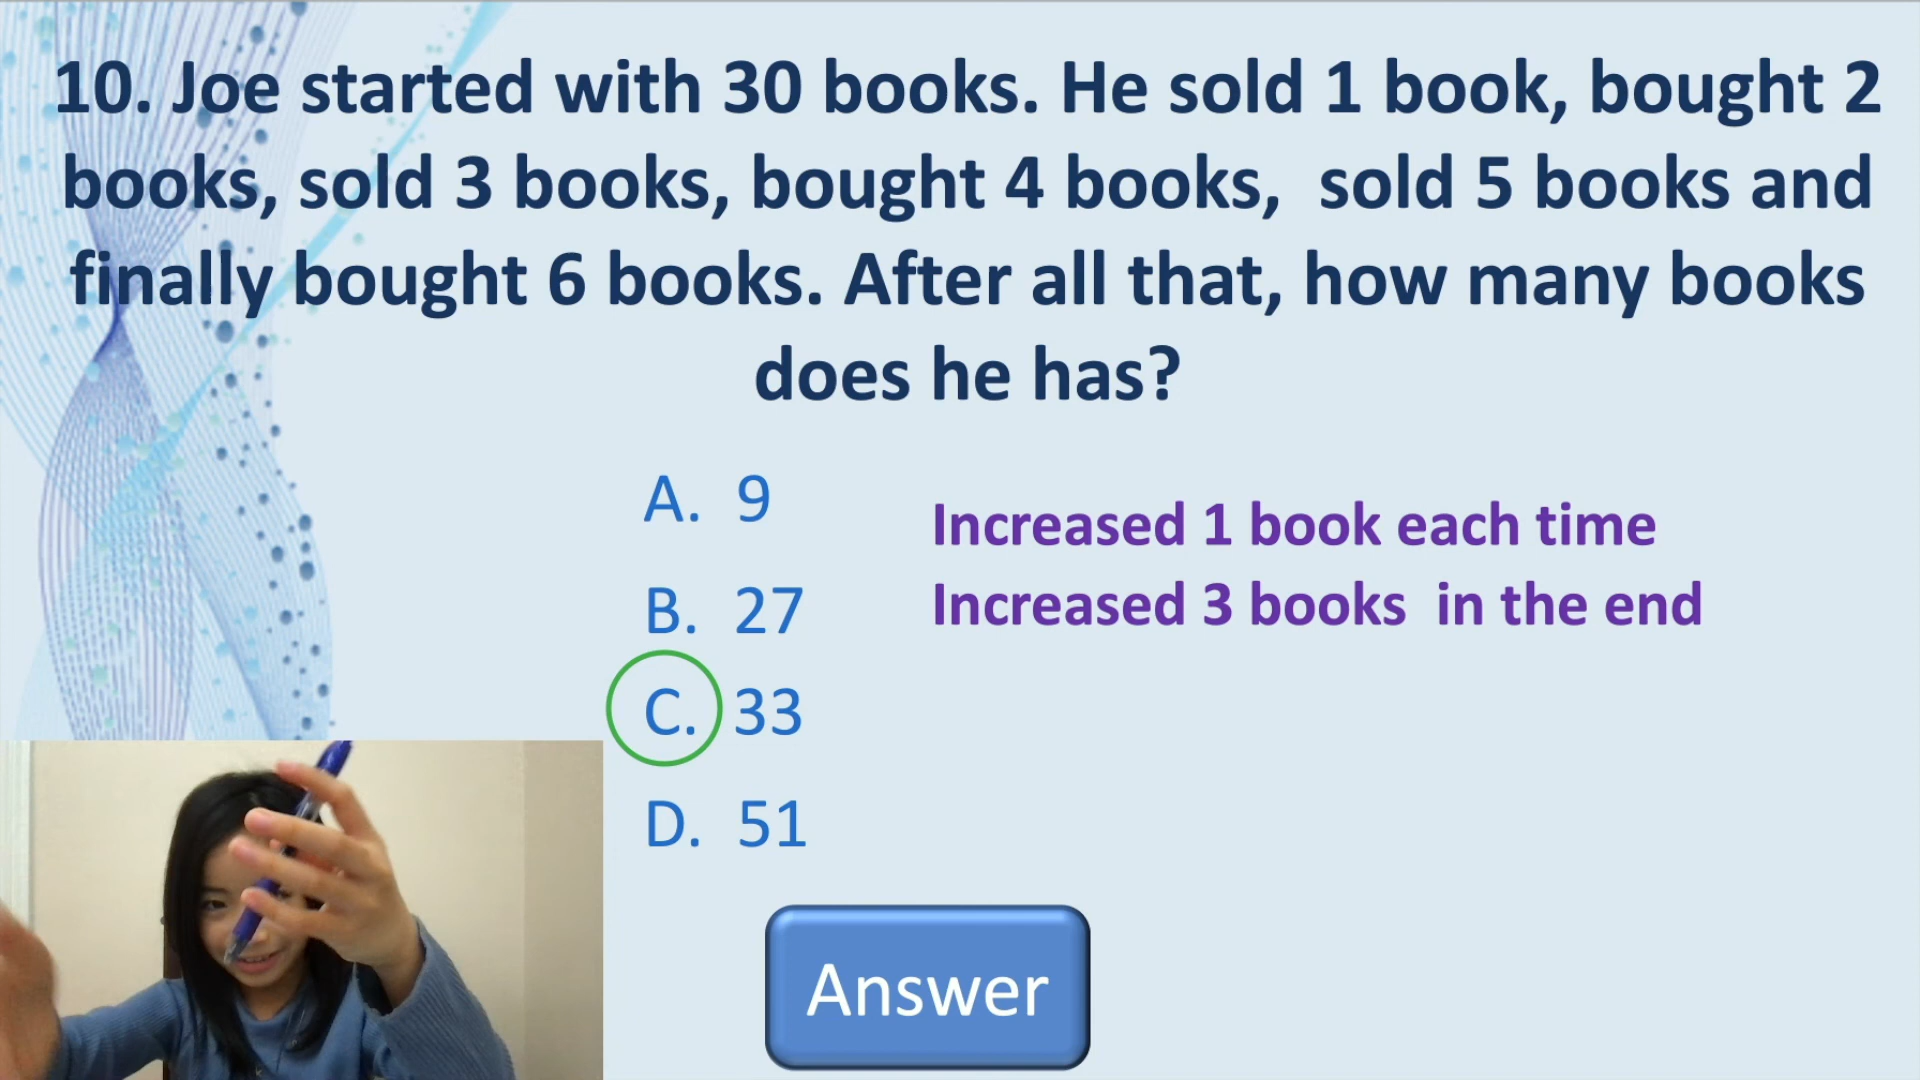 10. Joe started with 30 books. He sold 1 book, bought 2
books, sold 3 books, bought 4 books, sold 5 books and
finally bought 6 books. After all that, how many books
does he has?
A. 9
B. 27
C. 33
D. 51
Increased 1 book each time
Increased 3 books in the end
Answer